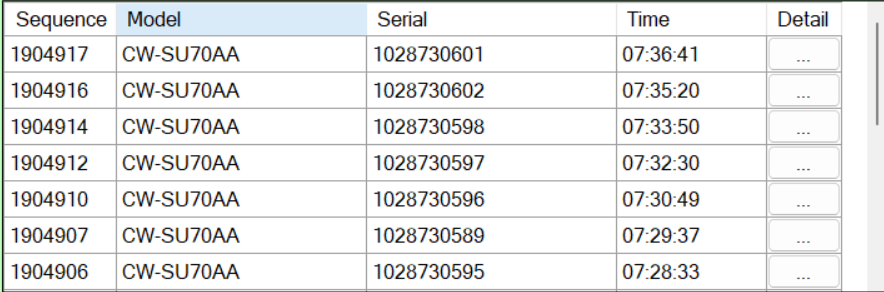 Sequence Model Serial Time Detail
1904917 CW-SU70AA 1028730601 07:36:41 ...
1904916 CW-SU70AA 1028730602 07:35:20 ...
1904914 CW-SU70AA 1028730598 07:33:50 ...
1904912 CW-SU70AA 1028730597 07:32:30 ...
1904910 CW-SU70AA 1028730596 07:30:49 ...
1904907 CW-SU70AA 1028730589 07:29:37 ...
1904906 CW-SU70AA 1028730595 07:28:33 ...